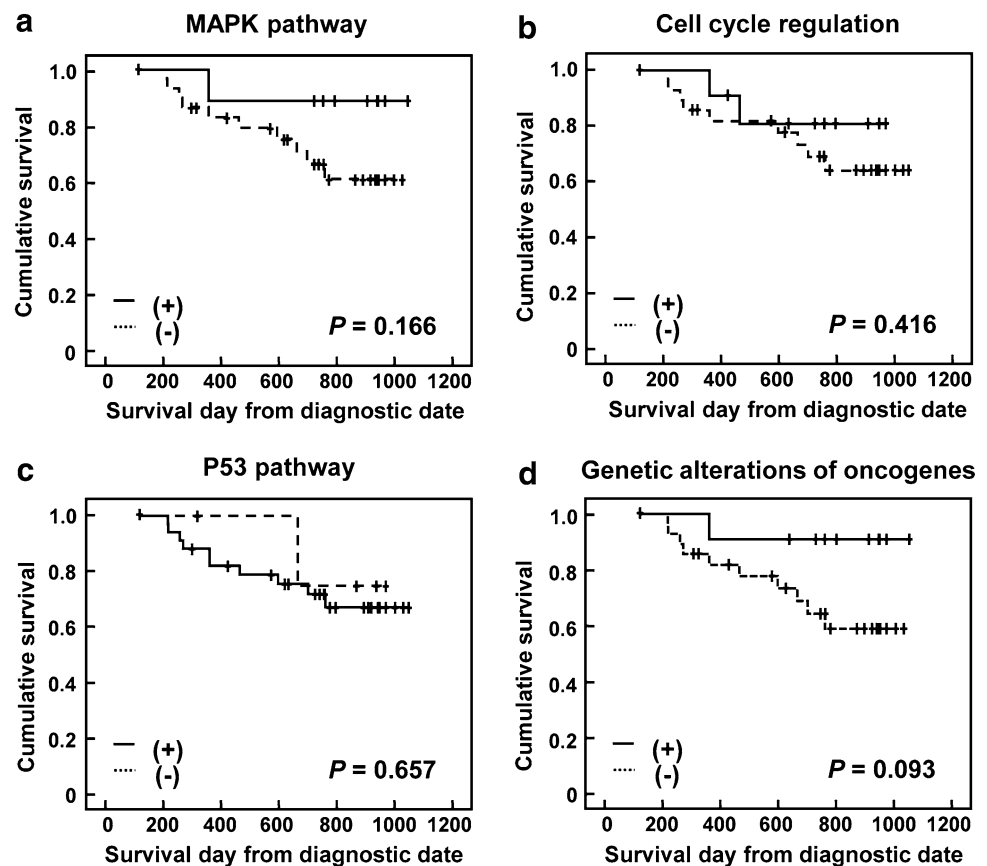 a MAPK pathway
Cumulative survival
1.0
0.8
0.6
0.4
0.2
0
(+)
(-)
P = 0.166
0 200 400 600 800 1000 1200
Survival day from diagnostic date
b Cell cycle regulation
Cumulative survival
1.0
0.8
0.6
0.4
0.2
0
(+)
(-)
P = 0.416
0 200 400 600 800 1000 1200
Survival day from diagnostic date
c P53 pathway
Cumulative survival
1.0
0.8
0.6
0.4
0.2
0
(+)
(-)
P = 0.657
0 200 400 600 800 1000 1200
Survival day from diagnostic date
d Genetic alterations of oncogenes
Cumulative survival
1.0
0.8
0.6
0.4
0.2
0
(+)
(-)
P = 0.093
0 200 400 600 800 1000 1200
Survival day from diagnostic date